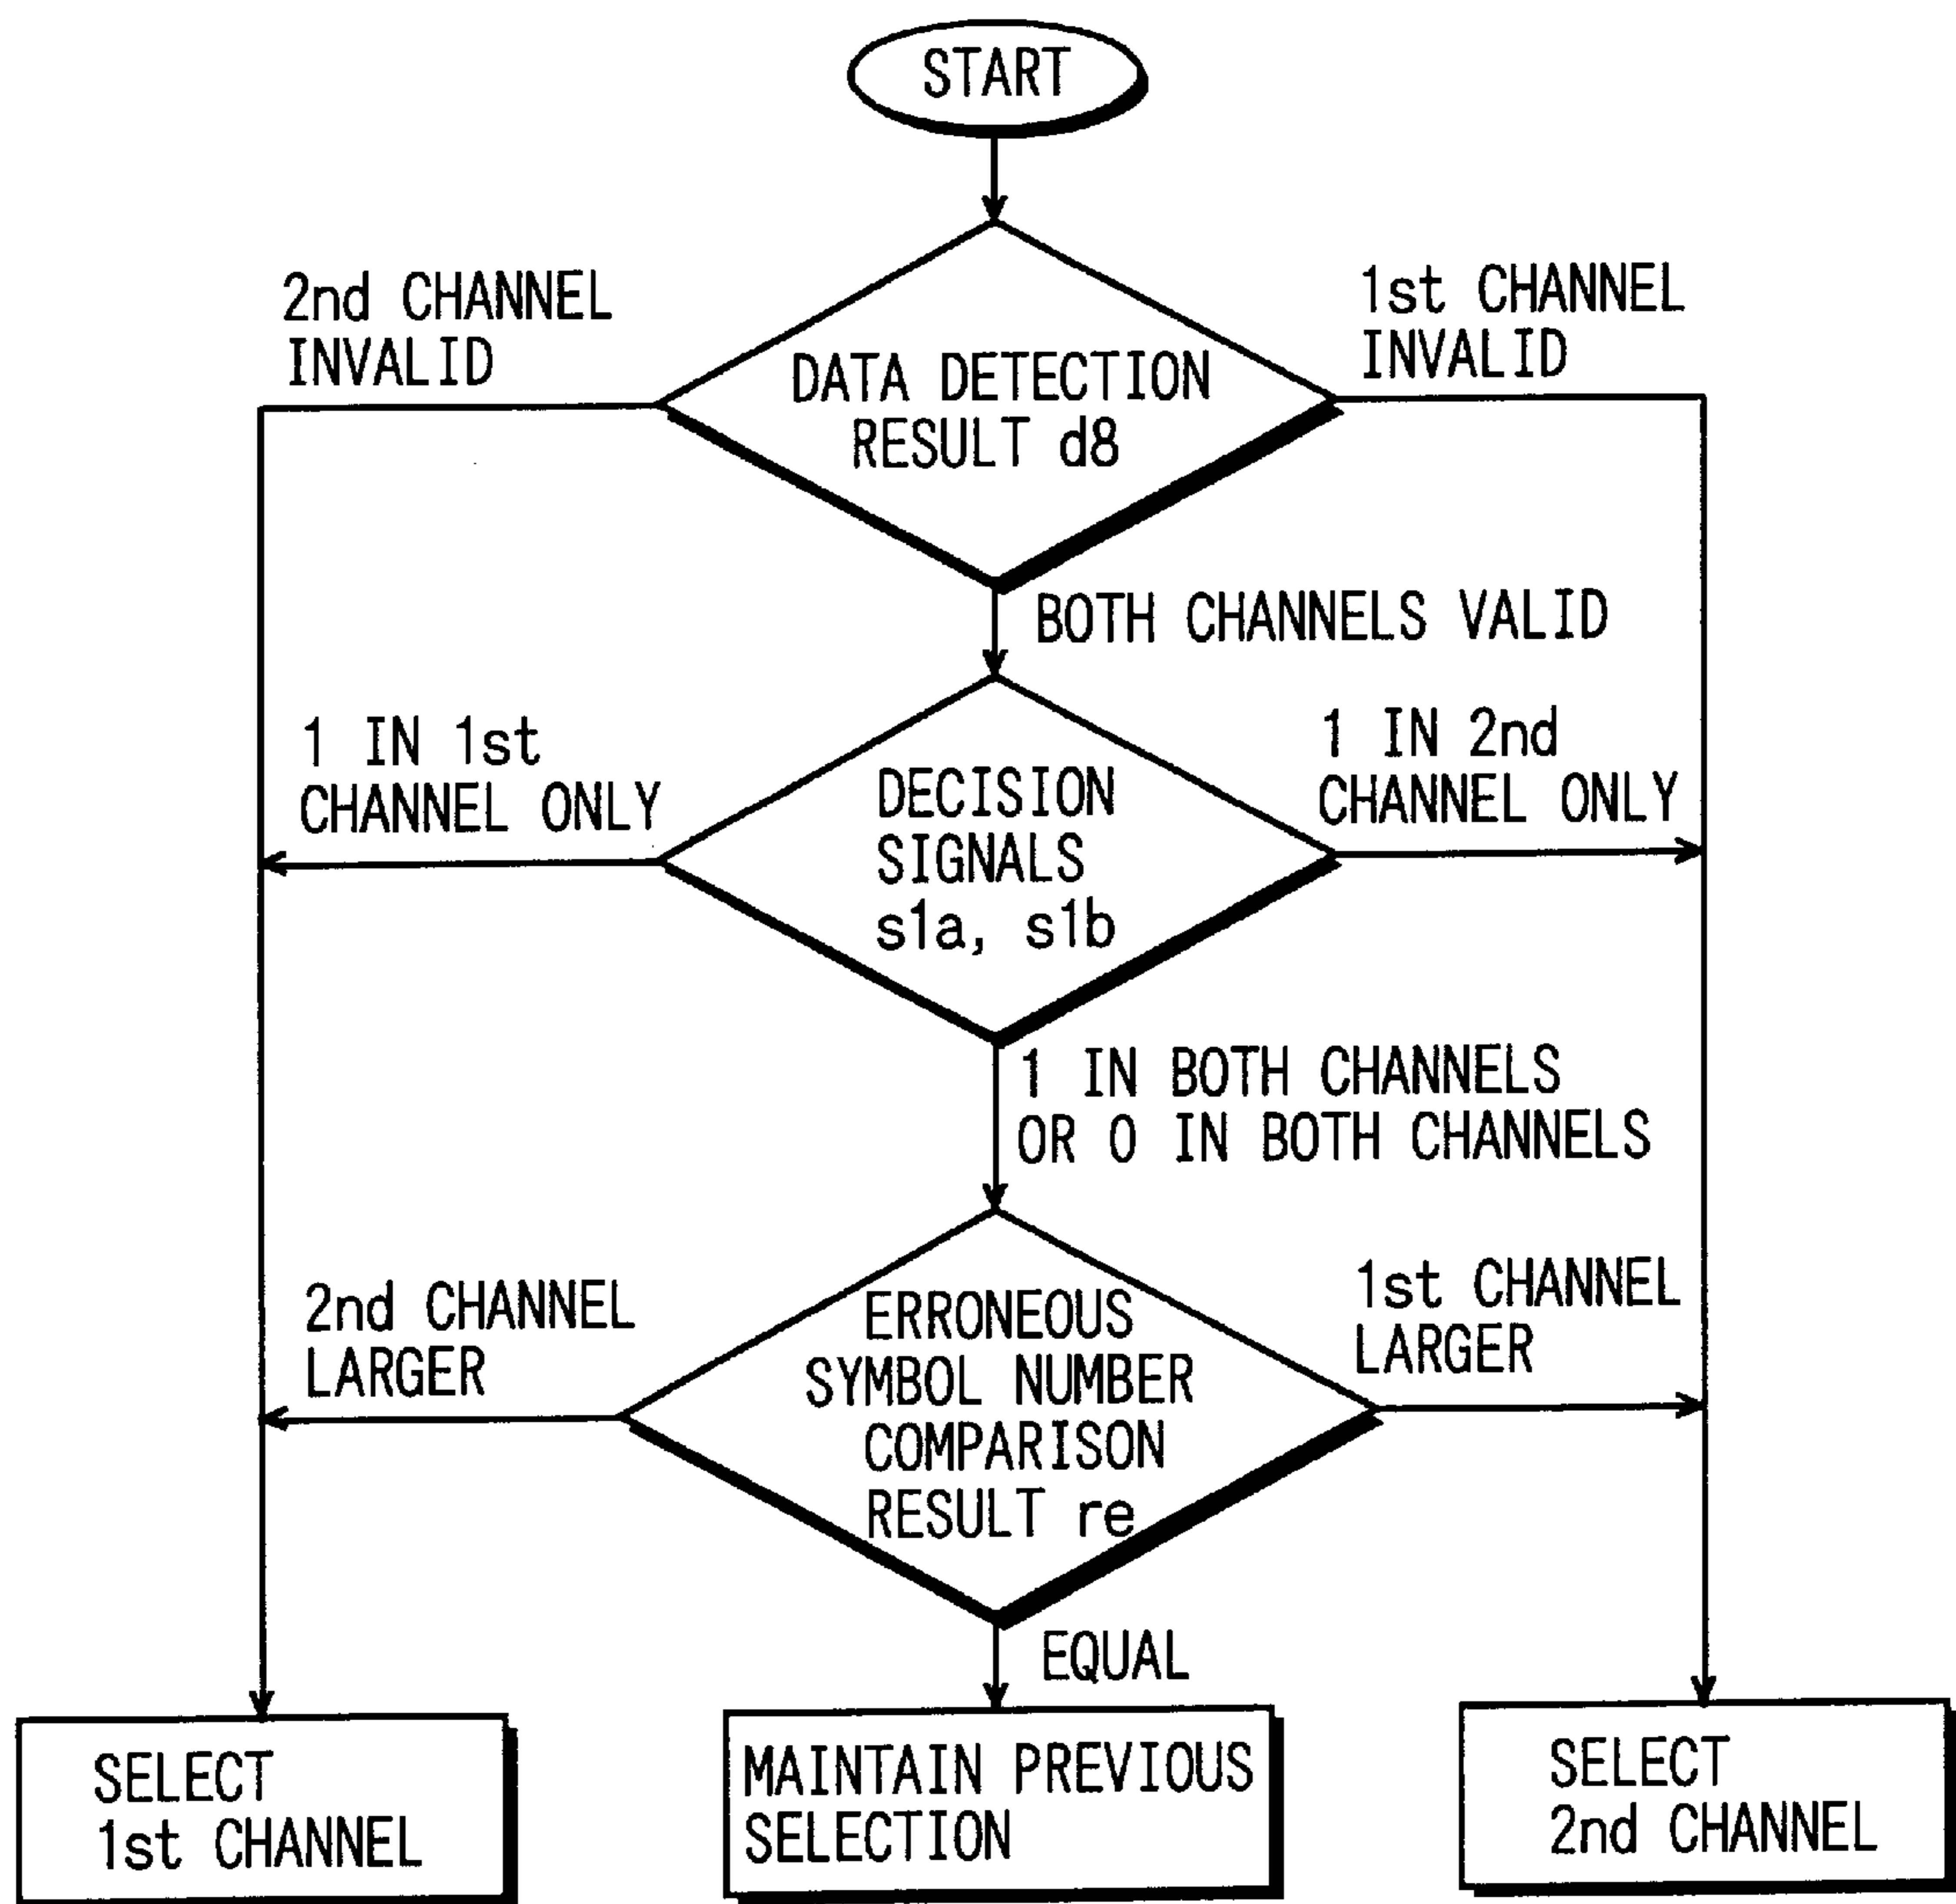 START
2nd CHANNEL
INVALID
1st CHANNEL
INVALID
DATA DETECTION
RESULT d8
BOTH CHANNELS VALID
1 IN 1st
CHANNEL ONLY
1 IN 2nd
CHANNEL ONLY
DECISION
SIGNALS
s1a, s1b
1 IN BOTH CHANNELS
OR 0 IN BOTH CHANNELS
2nd CHANNEL
LARGER
1st CHANNEL
LARGER
ERRONEOUS
SYMBOL NUMBER
COMPARISON
RESULT re
EQUAL
SELECT
1st CHANNEL
MAINTAIN PREVIOUS
SELECTION
SELECT
2nd CHANNEL